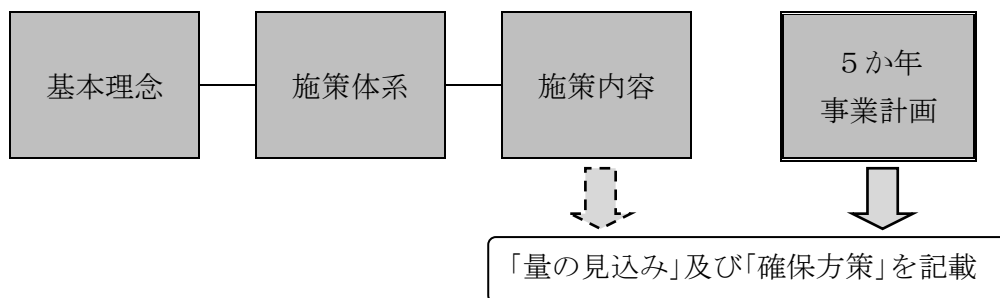 基本理念
施策体系
施策内容
５か年
事業計画
「量の見込み」及び「確保方策」を記載